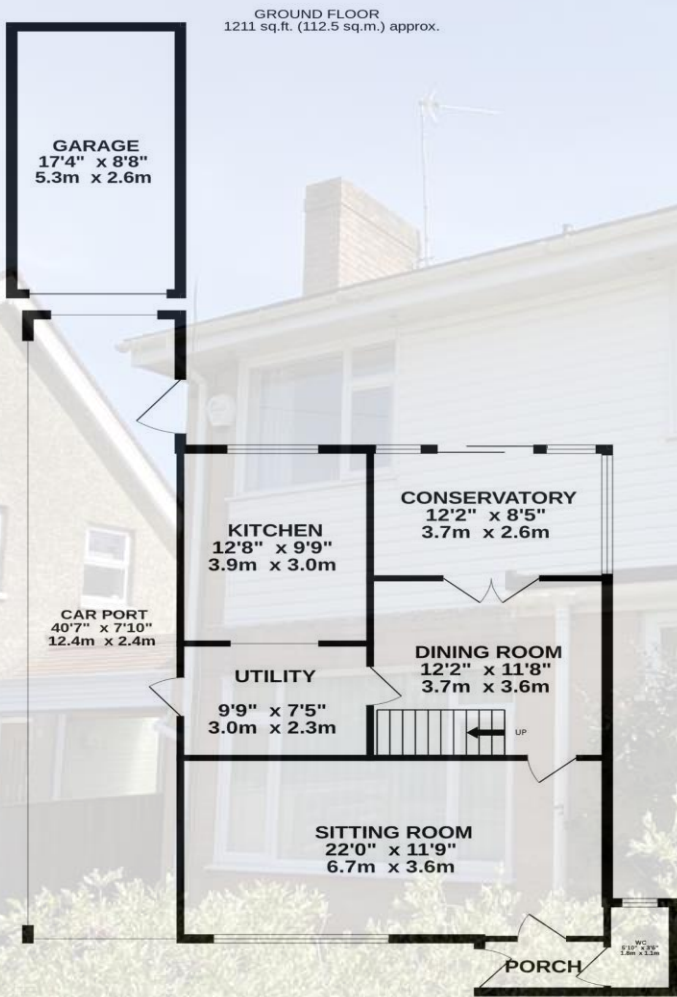 GROUND FLOOR
1211 sq.ft. (112.5 sq.m.) approx.
GARAGE
17'4" x 8'8"
5.3m x 2.6m
CONSERVATORY
12'2" x 8'5"
3.7m x 2.6m
KITCHEN
12'8" x 9'9"
3.9m x 3.0m
CAR PORT
40'7" x 7'10"
12.4m x 2.4m
DINING ROOM
12'2" x 11'8"
3.7m x 3.6m
UTILITY
9'9" x 7'5"
3.0m x 2.3m
UP
SITTING ROOM
22'0" x 11'9"
6.7m x 3.6m
WC
PORCH